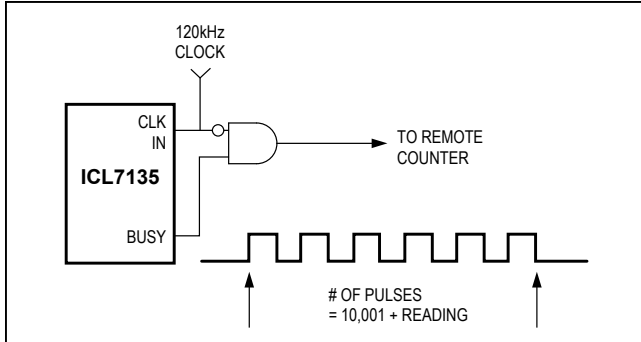 120kHz
CLOCK
CLK
IN
ICL7135
BUSY
TO REMOTE
COUNTER
# OF PULSES
= 10,001 + READING